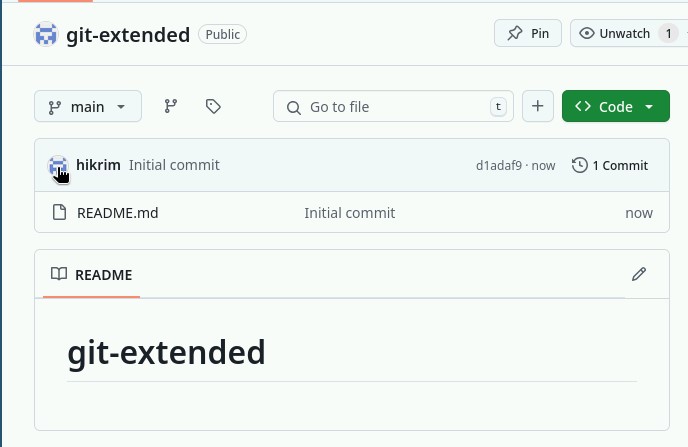 git-extended Public Pin Unwatch 1
main Go to file t Code
hikrim Initial commit d1adaf9 · now 1 Commit
README.md Initial commit now
README
git-extended